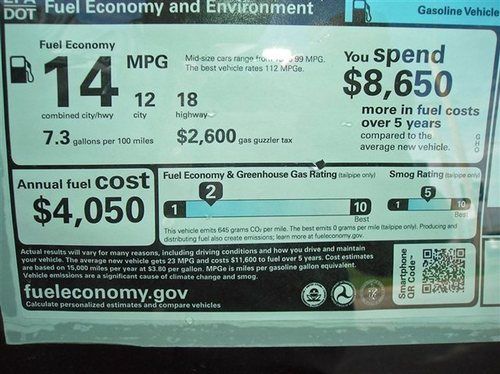 DOT Fuel Economy and Environment
Gasoline Vehicle
Fuel Economy
14 MPG
Mid-size cars range 99 MPG.
The best vehicle rates 112 MPGe.
combined city/hwy
12 city
18 highway
7.3 gallons per 100 miles
$2,600 gas guzzler tax
You spend
$8,650
more in fuel costs
over 5 years
compared to the
average new vehicle.
Annual fuel cost
$4,050
Fuel Economy & Greenhouse Gas Rating (tailpipe only)
1 2 10
Best
Smog Rating (tailpipe only)
1 5 10
Best
This vehicle emits 645 grams CO₂ per mile. The best emits 0 grams per mile (tailpipe only). Producing and
distributing fuel also create emissions; learn more at fueleconomy.gov.
Actual results will vary for many reasons, including driving conditions and how you drive and maintain
your vehicle. The average new vehicle gets 23 MPG and costs $11,600 to fuel over 5 years. Cost estimates
are based on 15,000 miles per year at $3.80 per gallon. MPGe is miles per gasoline gallon equivalent.
Vehicle emissions are a significant cause of climate change and smog.
fueleconomy.gov
Calculate personalized estimates and compare vehicles
Smartphone
QR Code™